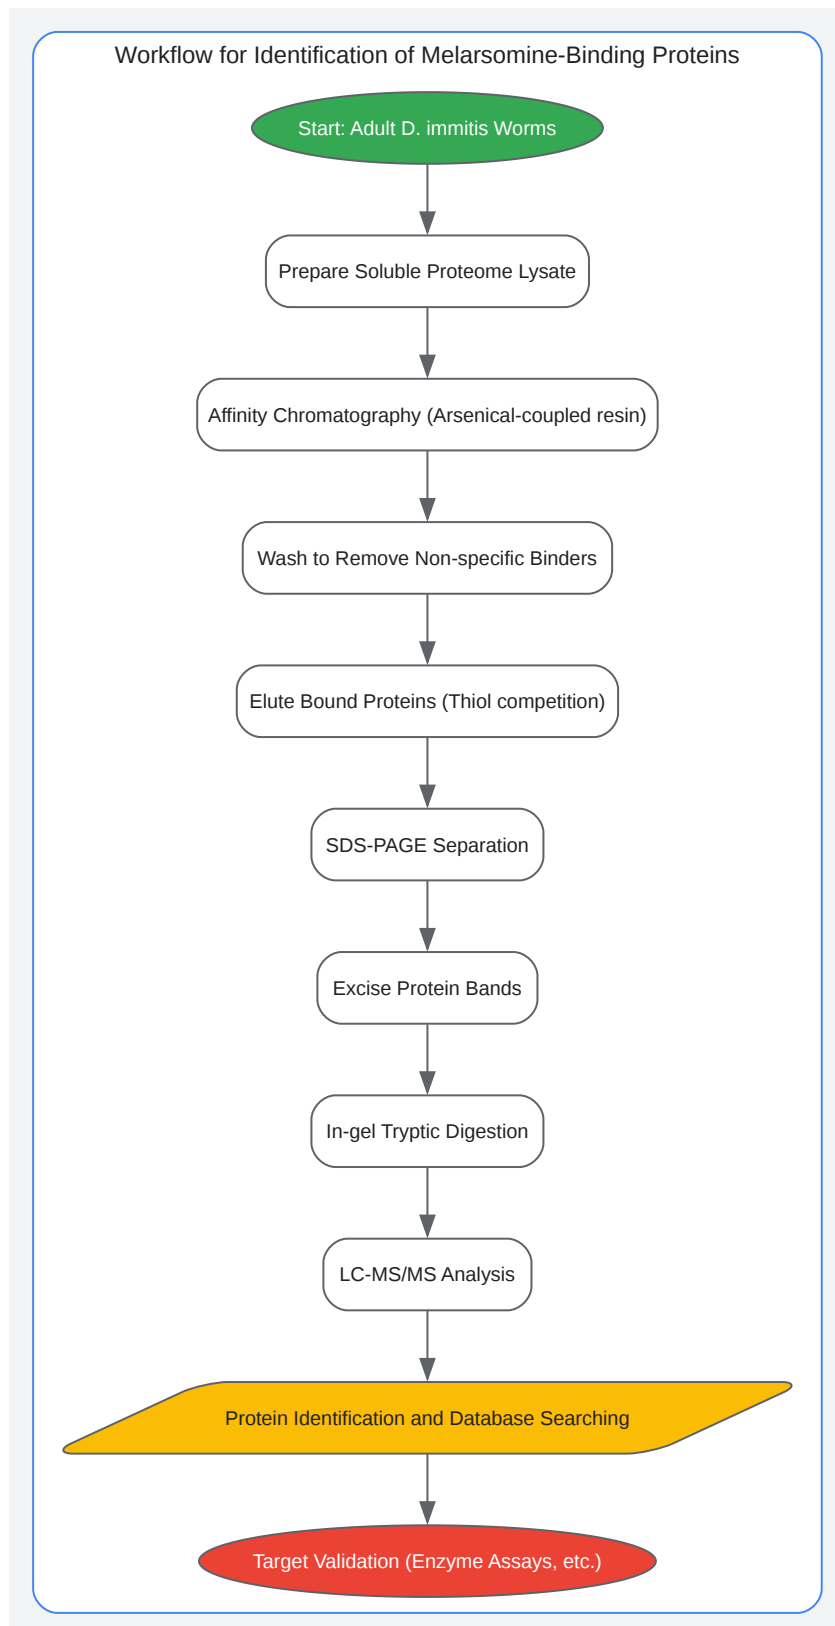 Workflow for Identification of Melarsomine-Binding Proteins
Start: Adult D. immitis Worms
Prepare Soluble Proteome Lysate
Affinity Chromatography (Arsenical-coupled resin)
Wash to Remove Non-specific Binders
Elute Bound Proteins (Thiol competition)
SDS-PAGE Separation
Excise Protein Bands
In-gel Tryptic Digestion
LC-MS/MS Analysis
Protein Identification and Database Searching
Target Validation (Enzyme Assays, etc.)